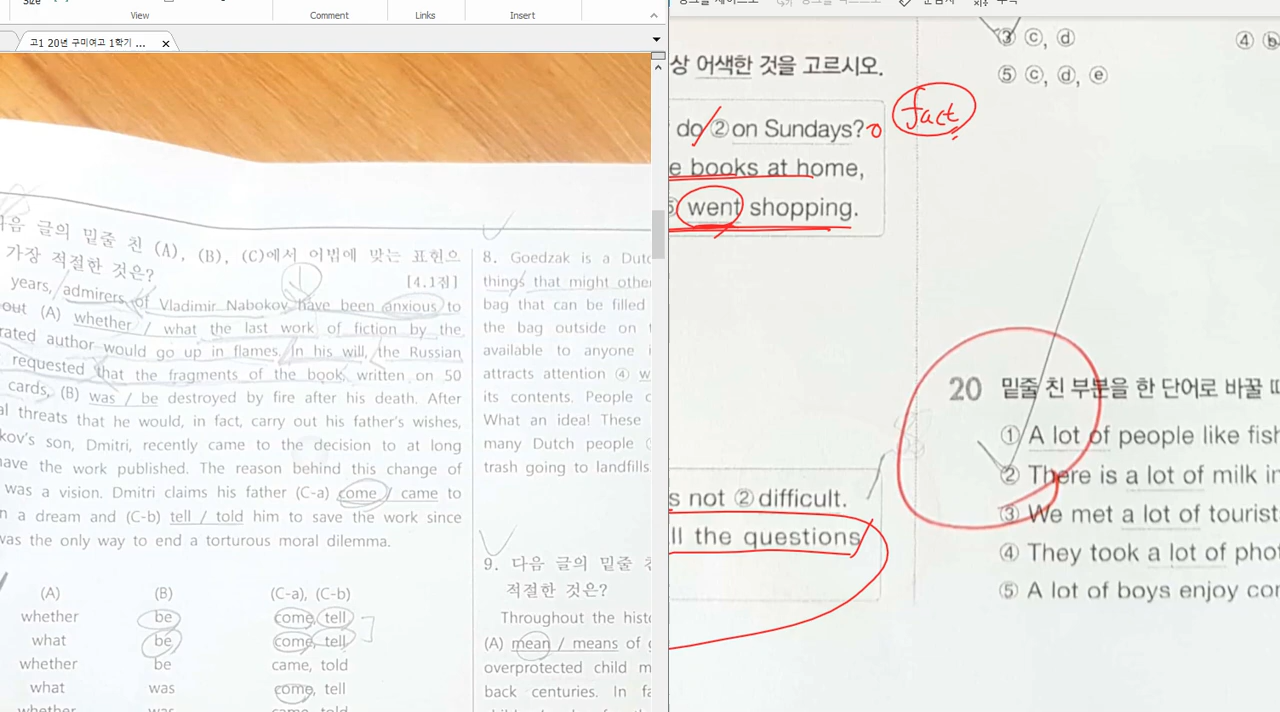 View
Comment
Links
Insert
고1 20년 구미여고 1학기 ...
다음 글의 밑줄 친 (A), (B), (C)에서 어법에 맞는 표현으
가장 적절한 것은?
[4.1점]
years, admirers of Vladimir Nabokov have been anxious to
out (A) whether / what the last work of fiction by the
rated author would go up in flames. In his will, the Russian
requested that the fragments of the book, written on 50
cards, (B) was / be destroyed by fire after his death. After
al threats that he would, in fact, carry out his father's wishes,
kov's son, Dmitri, recently came to the decision to at long
have the work published. The reason behind this change of
was a vision. Dmitri claims his father (C-a) come / came to
n a dream and (C-b) tell / told him to save the work since
was the only way to end a torturous moral dilemma.
(A) (B) (C-a), (C-b)
whether be come, tell
what be come, tell
whether be came, told
what was come, tell
whether was came, told
8. Goedzak is a Dutc
things that might othe
bag that can be filled
the bag outside on t
available to anyone i
attracts attention ④ w
its contents. People c
What an idea! These
many Dutch people
trash going to landfills.
9. 다음 글의 밑줄 친
적절한 것은?
Throughout the histo
(A) mean / means of
overprotected child m
back centuries. In fa
상 어색한 것을 고르시오.
do ②on Sundays?
fact
e books at home,
⑤ went shopping.
s not ②difficult.
ll the questions
③ ⓒ, ⓓ
④ ⓑ
⑤ ⓒ, ⓓ, ⓔ
20 밑줄 친 부분을 한 단어로 바꿀 때
① A lot of people like fish
② There is a lot of milk in
③ We met a lot of tourist
④ They took a lot of phot
⑤ A lot of boys enjoy com